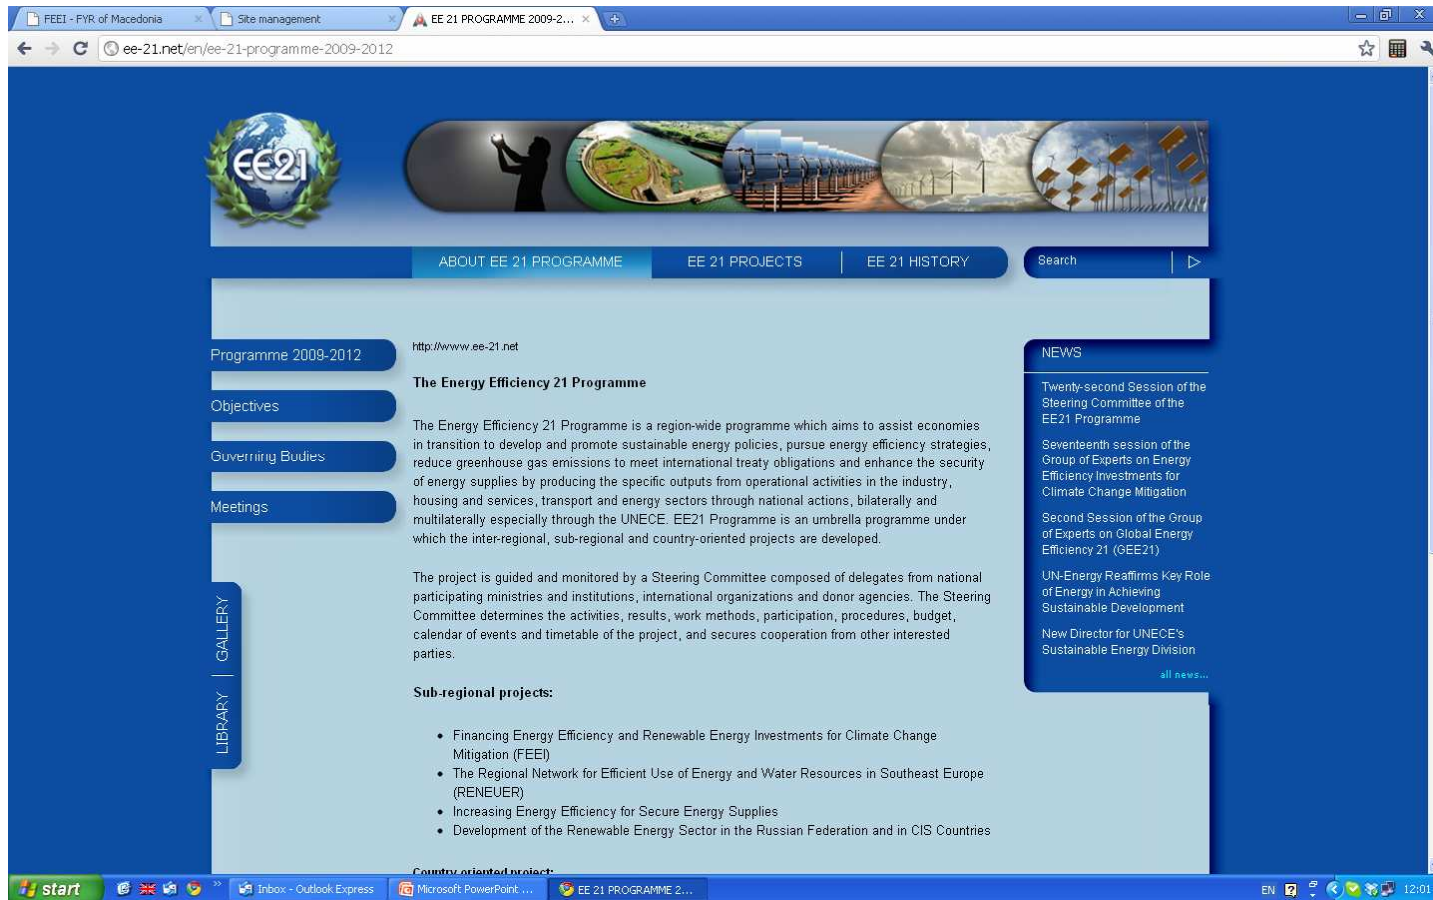 FEEI - FYR of Macedonia
Site management
EE 21 PROGRAMME 2009-2...
ee-21.net/en/ee-21-programme-2009-2012
EE21
ABOUT EE 21 PROGRAMME
EE 21 PROJECTS
EE 21 HISTORY
Search
Programme 2009-2012
Objectives
Governing Bodies
Meetings
GALLERY
LIBRARY
http://www.ee-21.net
The Energy Efficiency 21 Programme
The Energy Efficiency 21 Programme is a region-wide programme which aims to assist economies
in transition to develop and promote sustainable energy policies, pursue energy efficiency strategies,
reduce greenhouse gas emissions to meet international treaty obligations and enhance the security
of energy supplies by producing the specific outputs from operational activities in the industry,
housing and services, transport and energy sectors through national actions, bilaterally and
multilaterally especially through the UNECE. EE21 Programme is an umbrella programme under
which the inter-regional, sub-regional and country-oriented projects are developed.
The project is guided and monitored by a Steering Committee composed of delegates from national
participating ministries and institutions, international organizations and donor agencies. The Steering
Committee determines the activities, results, work methods, participation, procedures, budget,
calendar of events and timetable of the project, and secures cooperation from other interested
parties.
Sub-regional projects:
• Financing Energy Efficiency and Renewable Energy Investments for Climate Change
Mitigation (FEEI)
• The Regional Network for Efficient Use of Energy and Water Resources in Southeast Europe
(RENEUER)
• Increasing Energy Efficiency for Secure Energy Supplies
• Development of the Renewable Energy Sector in the Russian Federation and in CIS Countries
Country oriented project:
NEWS
Twenty-second Session of the
Steering Committee of the
EE21 Programme
Seventeenth session of the
Group of Experts on Energy
Efficiency Investments for
Climate Change Mitigation
Second Session of the Group
of Experts on Global Energy
Efficiency 21 (GEE21)
UN-Energy Reaffirms Key Role
of Energy in Achieving
Sustainable Development
New Director for UNECE's
Sustainable Energy Division
all news...
start
Inbox - Outlook Express
Microsoft PowerPoint ...
EE 21 PROGRAMME 2...
EN
12:01